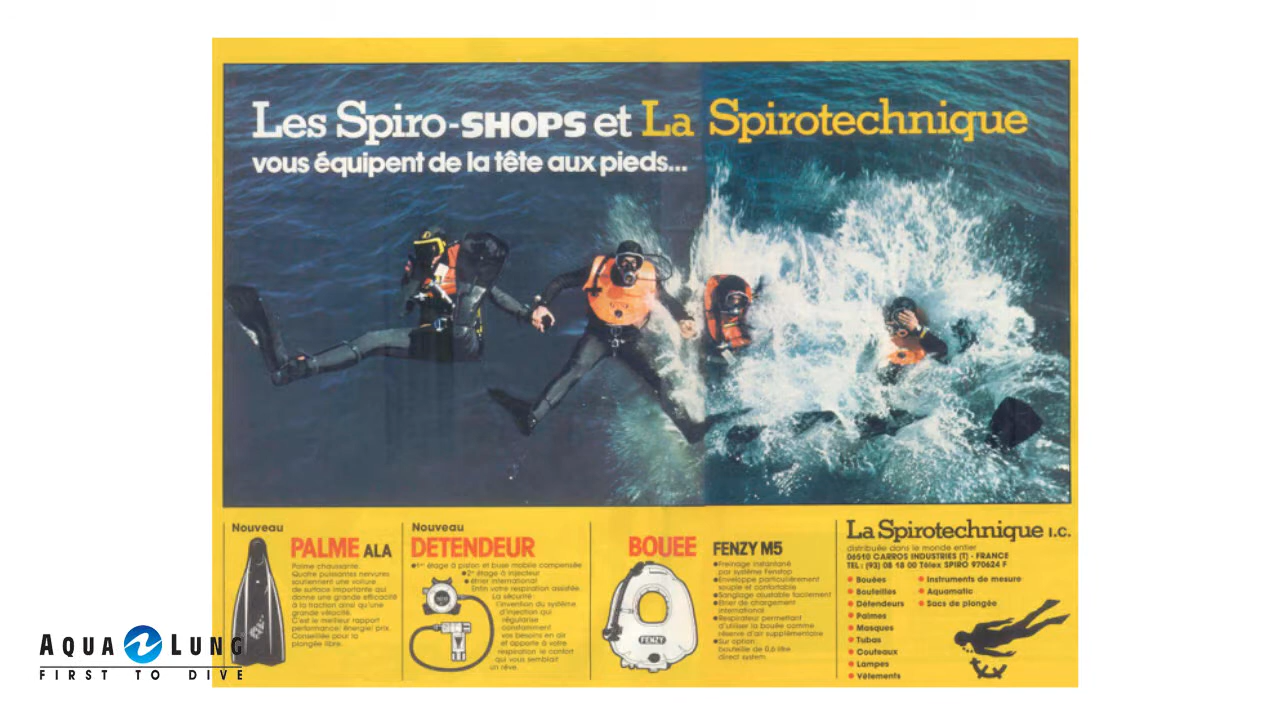 Les Spiro-SHOPS et La Spirotechnique
vous équipent de la tête aux pieds...
Nouveau
PALME ALA
Palme chaussante.
Quatre puissantes nervures
soutiennent une voilure
de surface importante qui
donne une grande efficacité
à la traction ainsi qu'une
grande vélocité.
C'est le meilleur rapport
performance/énergie/prix.
Conseillée pour la
plongée libre.
Nouveau
DETENDEUR
●1er étage à piston et buse mobile compensée
●2e étage à injecteur
●étrier international
Enfin votre respiration assistée.
La sécurité:
l'invention du système
d'injection qui
régularise
constamment
vos besoins en air
et apporte à votre
respiration le confort
qui vous semblait
un rêve.
BOUEE FENZY M5
●Freinage instantané
par système Fenstop
●Enveloppe particulièrement
souple et confortable
●Sanglage ajustable facilement
●Etrier de chargement
international
●Respirateur permettant
d'utiliser la bouée comme
réserve d'air supplémentaire
●Sur option:
bouteille de 0,6 litre
direct system.
FENZY
La Spirotechnique I.C.
distribuée dans le monde entier
06510 CARROS INDUSTRIES (T) - FRANCE
TEL: (93) 08 18 00 Télex SPIRO 970624 F
● Bouées
● Bouteilles
● Détendeurs
● Palmes
● Masques
● Tubas
● Couteaux
● Lampes
● Vêtements
● Instruments de mesure
● Aquamatic
● Sacs de plongée
AQUA LUNG
FIRST TO DIVE